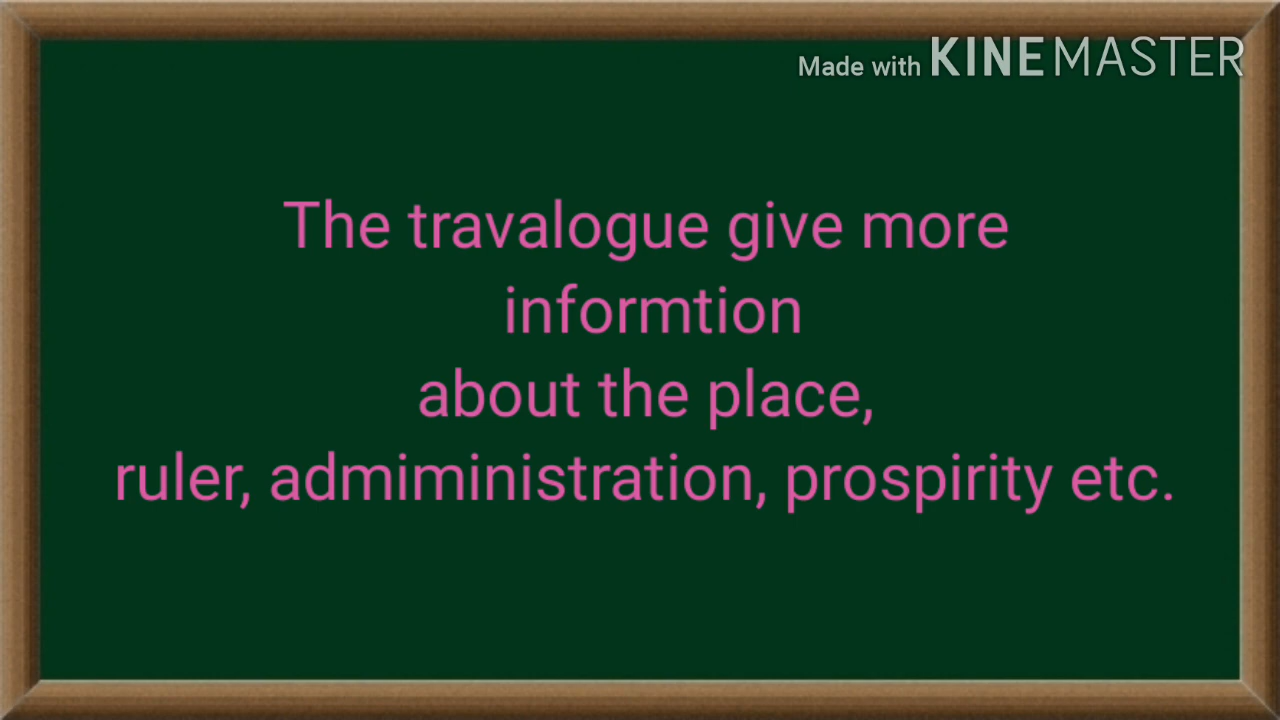 Made with KINEMASTER
The travalogue give more
informtion
about the place,
ruler, admiministration, prospirity etc.